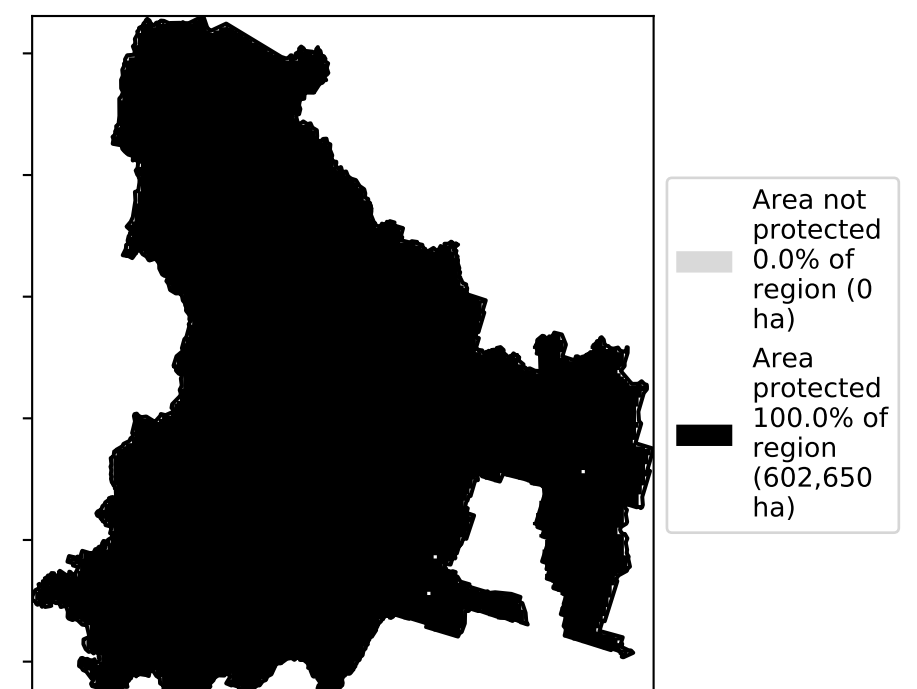 Area not
protected
0.0% of
region (0
ha)
Area
protected
100.0% of
region
(602,650
ha)